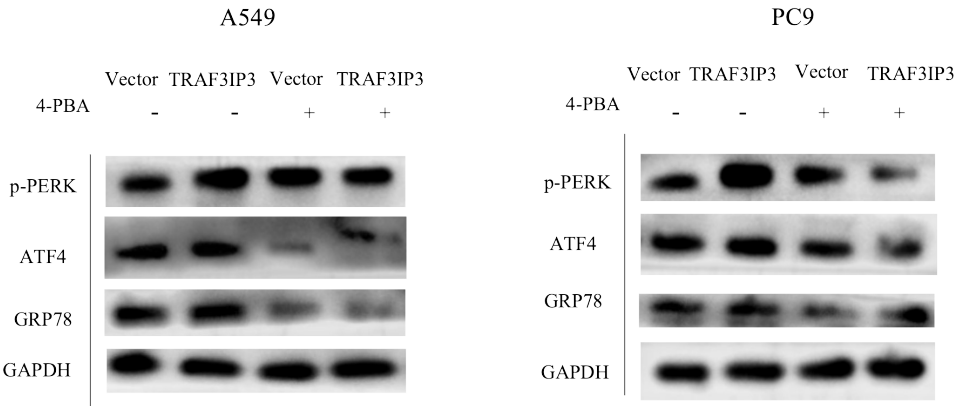 A549
Vector TRAF3IP3 Vector TRAF3IP3
4-PBA - - + +
p-PERK
ATF4
GRP78
GAPDH
PC9
Vector TRAF3IP3 Vector TRAF3IP3
4-PBA - - + +
p-PERK
ATF4
GRP78
GAPDH